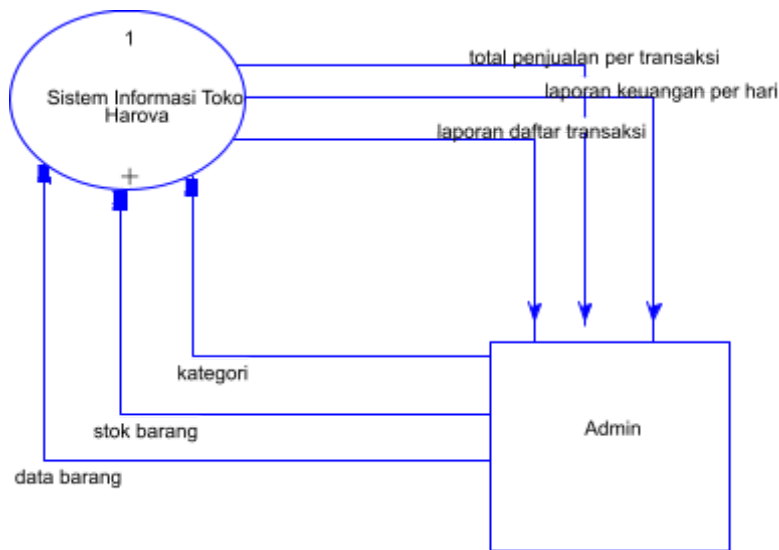 1
Sistem Informasi Toko
Harova
total penjualan per transaksi
laporan keuangan per hari
laporan daftar transaksi
kategori
stok barang
data barang
Admin